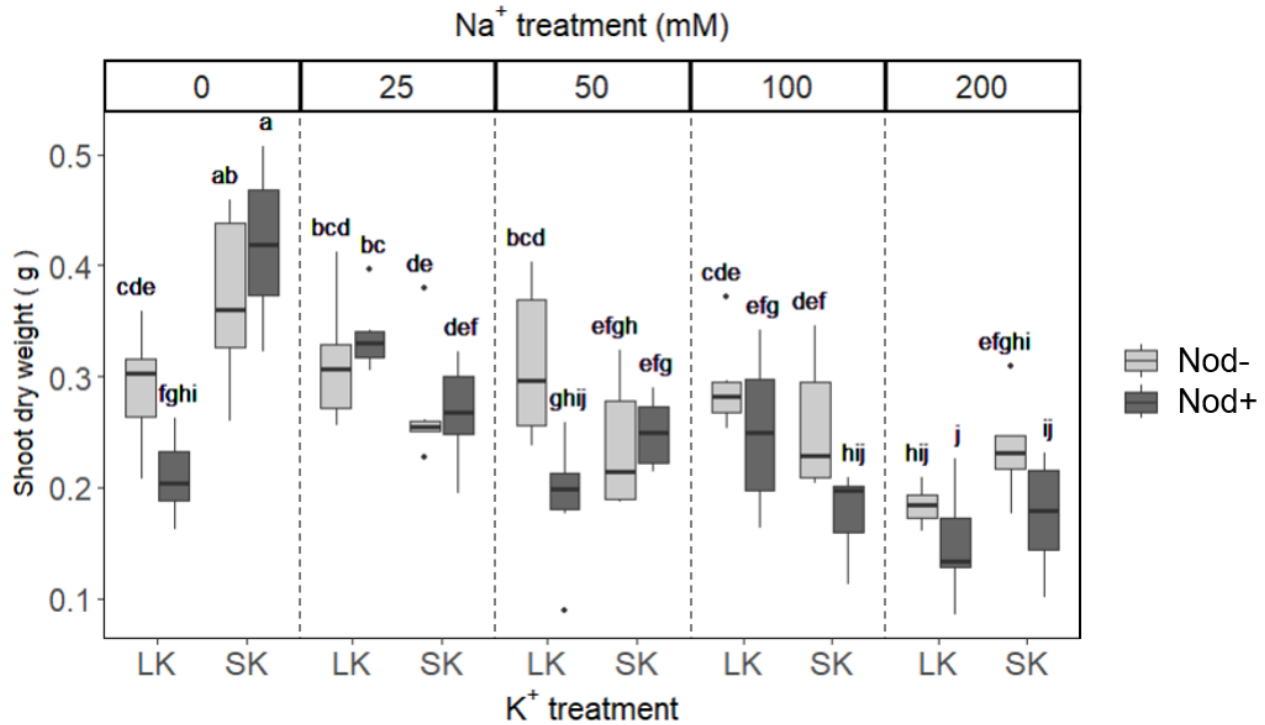 Na+ treatment (mM)
0 25 50 100 200
Shoot dry weight ( g )
0.5
0.4
0.3
0.2
0.1
cde
fghi
ab
a
bcd
bc
de
def
bcd
ghij
efgh
efg
cde
efg
def
hij
hij
j
efghi
ij
Nod-
Nod+
LK SK LK SK LK SK LK SK LK SK
K+ treatment